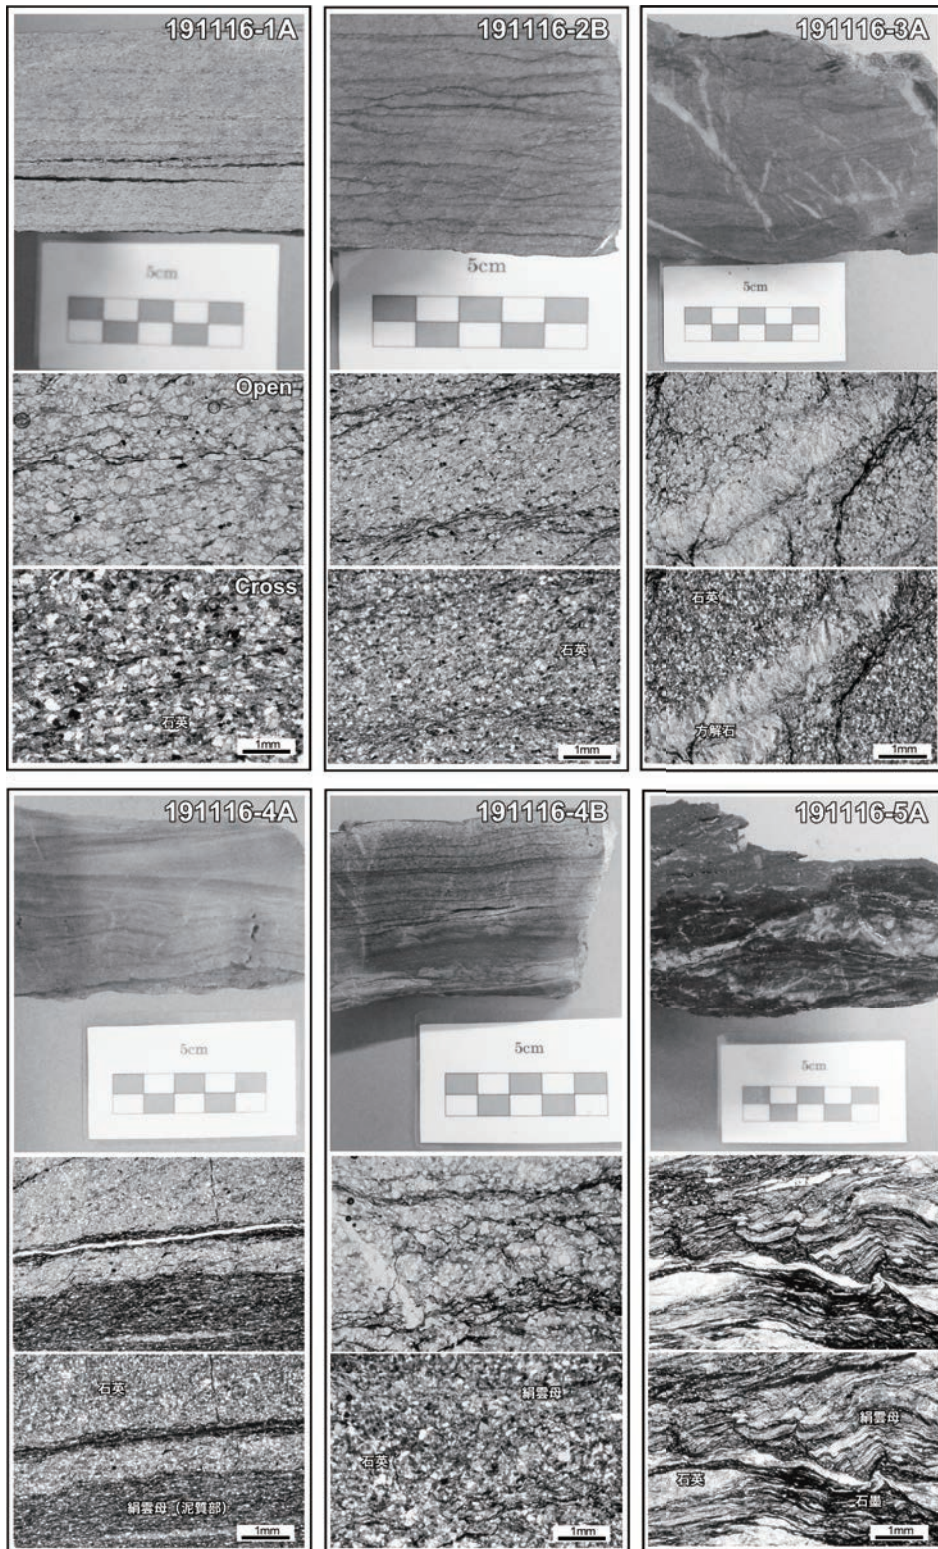 191116-1A
5cm
Open
Cross
石英
1mm
191116-2B
5cm
石英
1mm
191116-3A
5cm
石英
方解石
1mm
191116-4A
5cm
石英
絹雲母（泥質部）
1mm
191116-4B
5cm
絹雲母
石英
1mm
191116-5A
5cm
絹雲母
石英
石墨
1mm